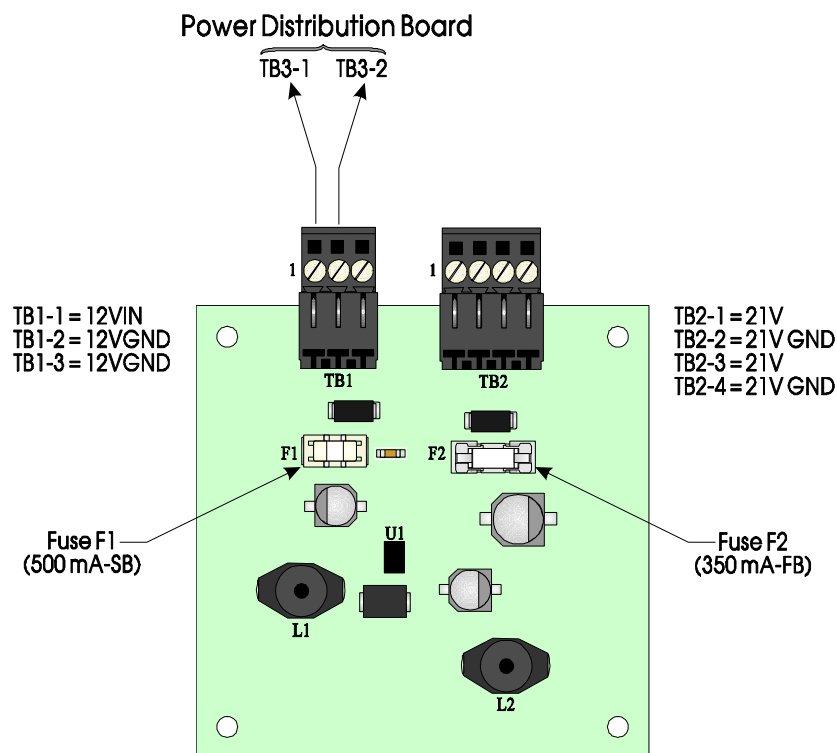 Power Distribution Board
TB3-1 TB3-2
1
1
TB1-1 = 12VIN
TB1-2 = 12VGND
TB1-3 = 12VGND
TB2-1 = 21V
TB2-2 = 21V GND
TB2-3 = 21V
TB2-4 = 21V GND
TB1
TB2
F1
F2
Fuse F1
(500 mA-SB)
U1
Fuse F2
(350 mA-FB)
L1
L2